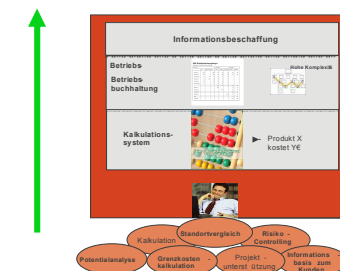 Informationsbeschaffung
Betriebs-
Hohe Komplexität
Betriebs-
buchhaltung
Kalkulations-
system
Produkt X
kostet Y€
Standortvergleich
Kalkulation
Risiko -
Controlling
Potentialanalyse
Grenzkosten -
kalkulation
Projekt -
unterst ützung
Informations -
basis zum
Kunden